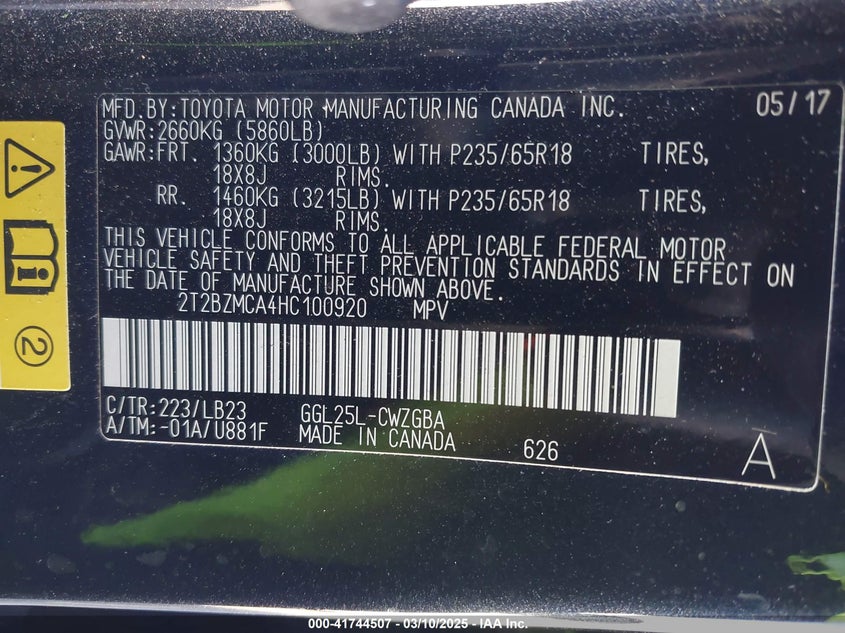 MFD.BY:TOYOTA MOTOR MANUFACTURING CANADA INC. 05/17
GVWR:2660KG (5860LB)
GAWR:FRT. 1360KG (3000LB) WITH P235/65R18 TIRES,
18X8J RIMS.
RR. 1460KG (3215LB) WITH P235/65R18 TIRES,
18X8J RIMS.
THIS VEHICLE CONFORMS TO ALL APPLICABLE FEDERAL MOTOR
VEHICLE SAFETY AND THEFT PREVENTION STANDARDS IN EFFECT ON
THE DATE OF MANUFACTURE SHOWN ABOVE.
2T2BZMCA4HC100920 MPV
C/TR:223/LB23 GGL25L-CWZGBA
A/TM:-01A/U881F MADE IN CANADA 626 A
2
000-41744507 — 03/10/2025 — IAA Inc.